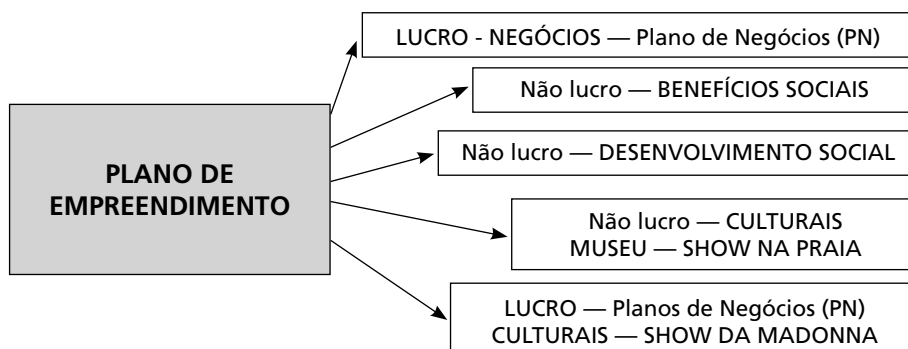 LUCRO - NEGÓCIOS — Plano de Negócios (PN)
Não lucro — BENEFÍCIOS SOCIAIS
Não lucro — DESENVOLVIMENTO SOCIAL
PLANO DE
EMPREENDIMENTO
Não lucro — CULTURAIS
MUSEU — SHOW NA PRAIA
LUCRO — Planos de Negócios (PN)
CULTURAIS — SHOW DA MADONNA